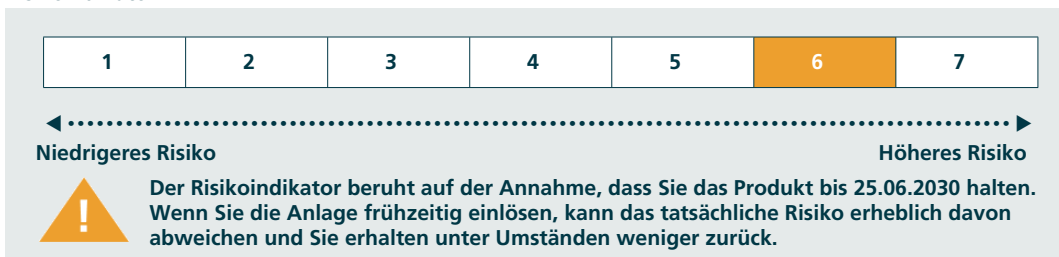 1 2 3 4 5 6 7
Niedrigeres Risiko Höheres Risiko
! Der Risikoindikator beruht auf der Annahme, dass Sie das Produkt bis 25.06.2030 halten.
Wenn Sie die Anlage frühzeitig einlösen, kann das tatsächliche Risiko erheblich davon
abweichen und Sie erhalten unter Umständen weniger zurück.